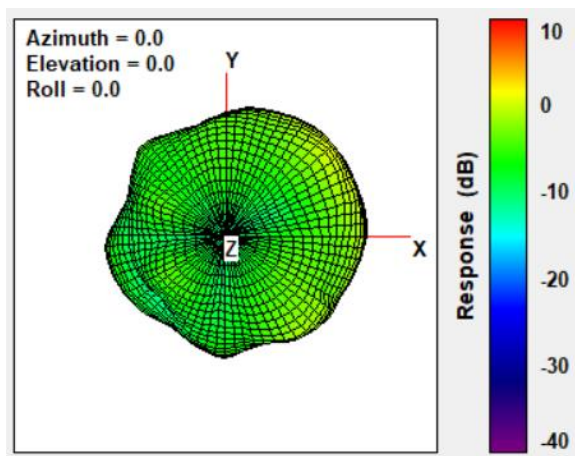 Azimuth = 0.0
Elevation = 0.0
Roll = 0.0
Y
X
Z
Response (dB)
10
0
-10
-20
-30
-40